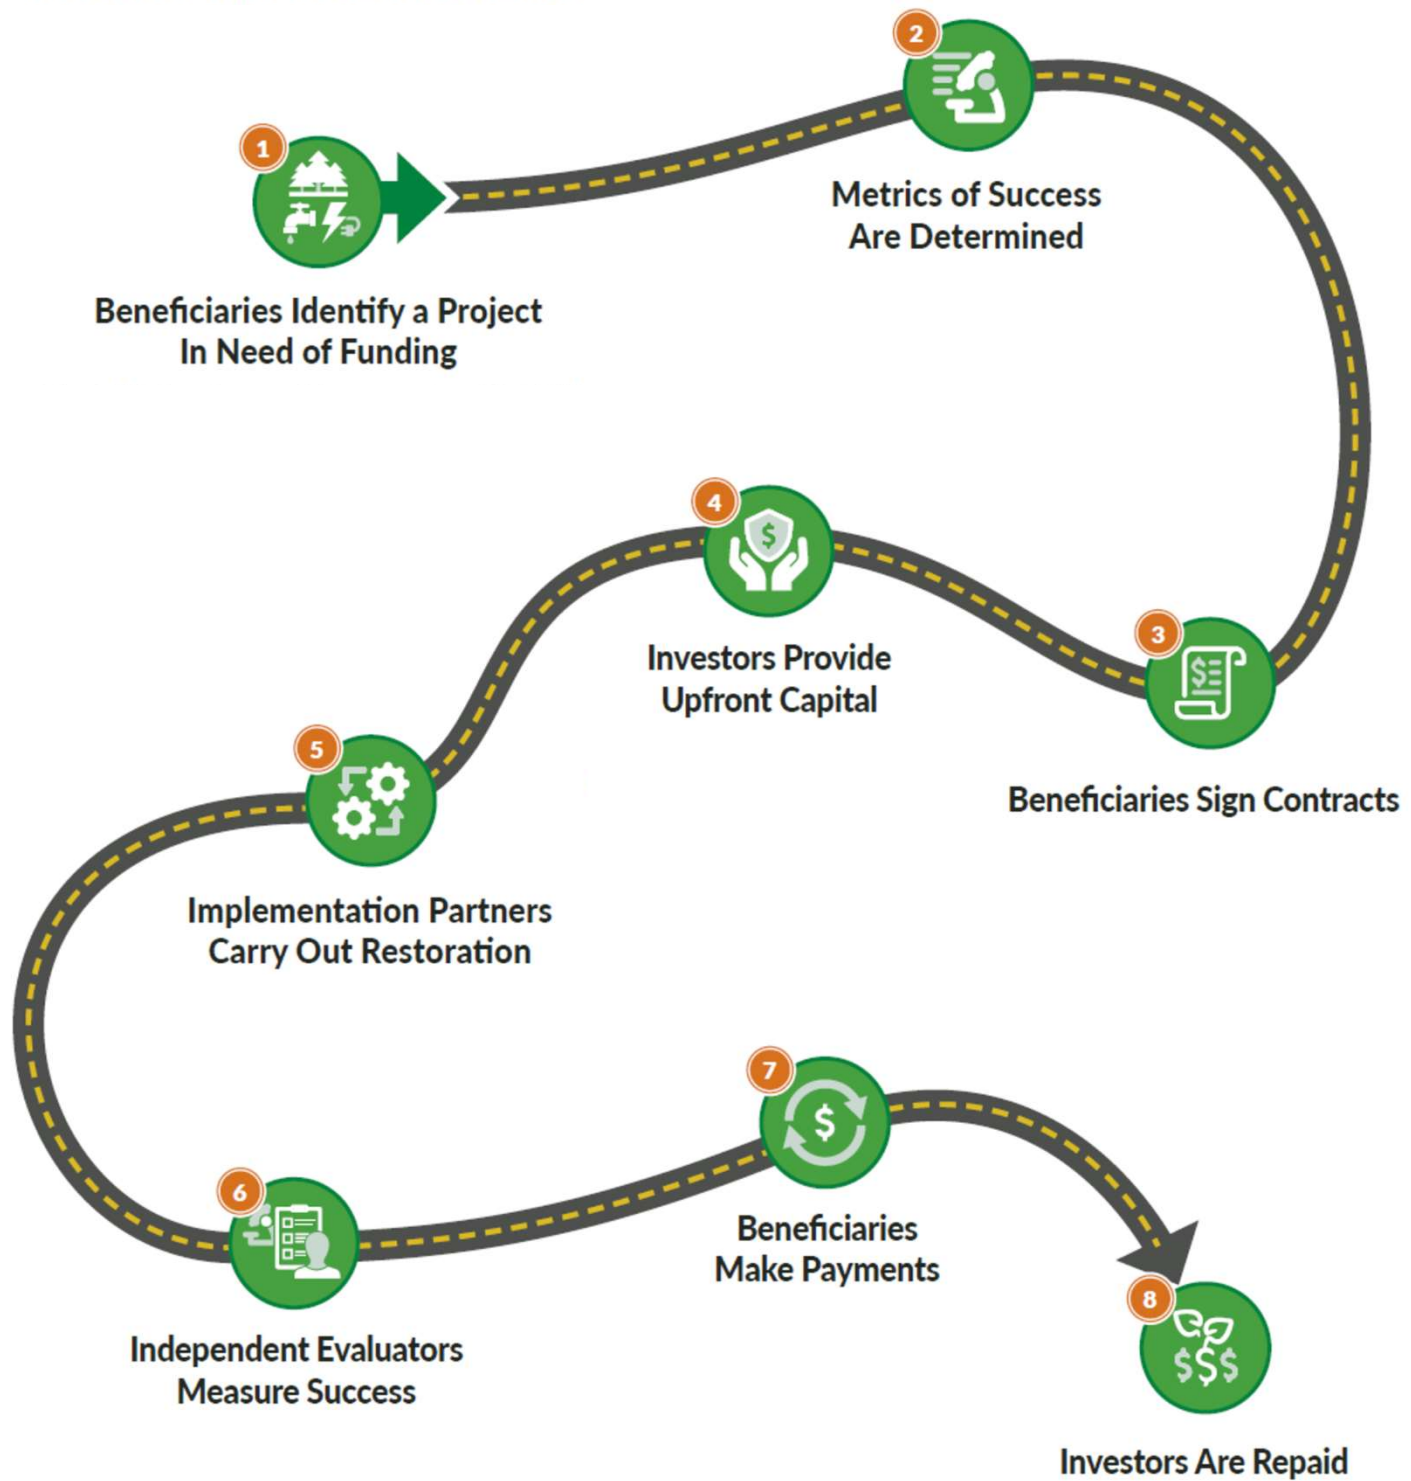 1
Beneficiaries Identify a Project
In Need of Funding
2
Metrics of Success
Are Determined
3
Beneficiaries Sign Contracts
4
Investors Provide
Upfront Capital
5
Implementation Partners
Carry Out Restoration
6
Independent Evaluators
Measure Success
7
$
Beneficiaries
Make Payments
8
$$$
Investors Are Repaid